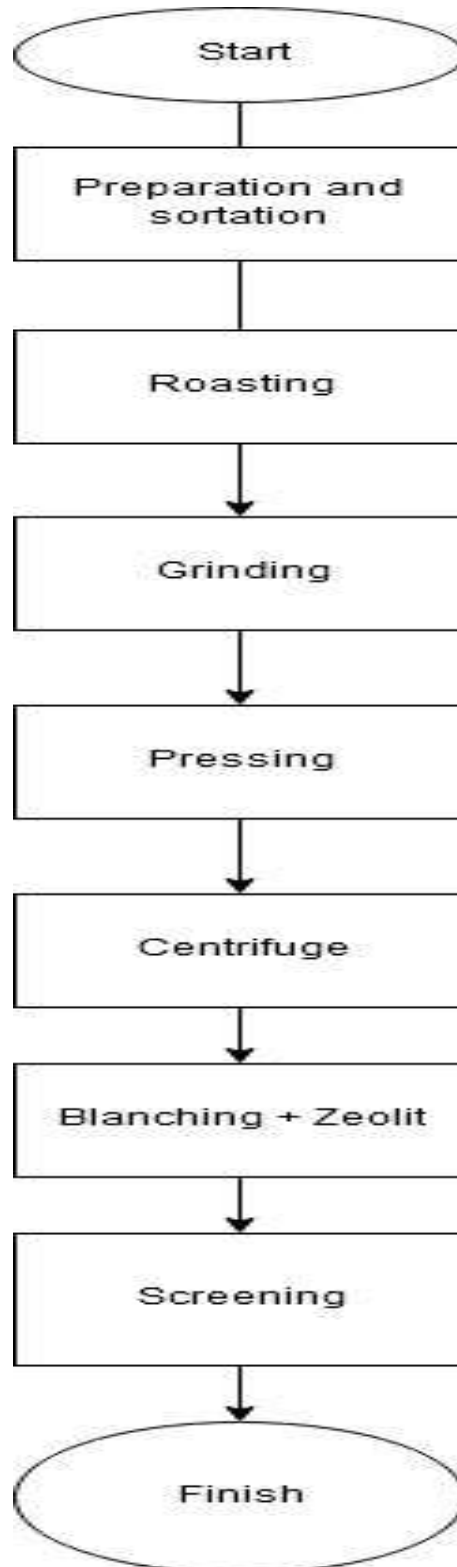 Start
Preparation and
sortation
Roasting
Grinding
Pressing
Centrifuge
Blanching + Zeolit
Screening
Finish